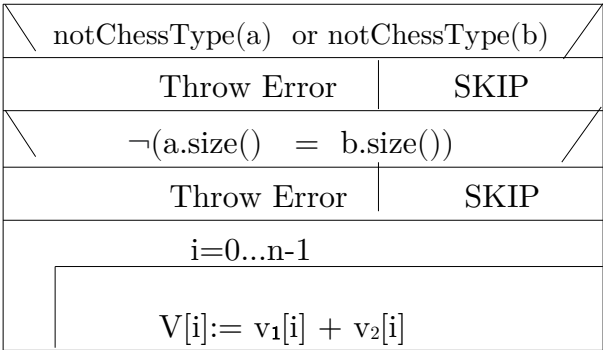 notChessType(a) or notChessType(b)
Throw Error SKIP
¬(a.size() = b.size())
Throw Error SKIP
i=0...n-1
V[i]:= v₁[i] + v₂[i]